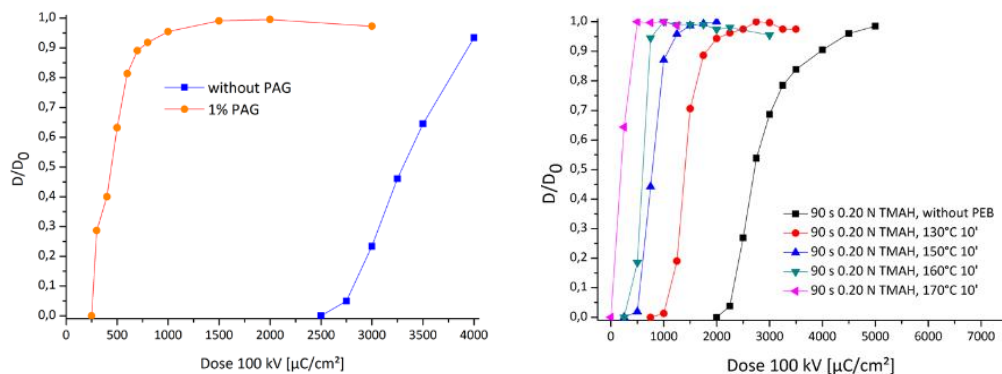 1,0
0,9
0,8
0,7
0,6
0,5
0,4
0,3
0,2
0,1
0,0
D/D0
without PAG
1% PAG
0 500 1000 1500 2000 2500 3000 3500 4000
Dose 100 kV [µC/cm²]
1,0
0,9
0,8
0,7
0,6
0,5
0,4
0,3
0,2
0,1
0,0
D/D0
90 s 0.20 N TMAH, without PEB
90 s 0.20 N TMAH, 130°C 10'
90 s 0.20 N TMAH, 150°C 10'
90 s 0.20 N TMAH, 160°C 10'
90 s 0.20 N TMAH, 170°C 10'
0 1000 2000 3000 4000 5000 6000 7000
Dose 100 kV [µC/cm²]